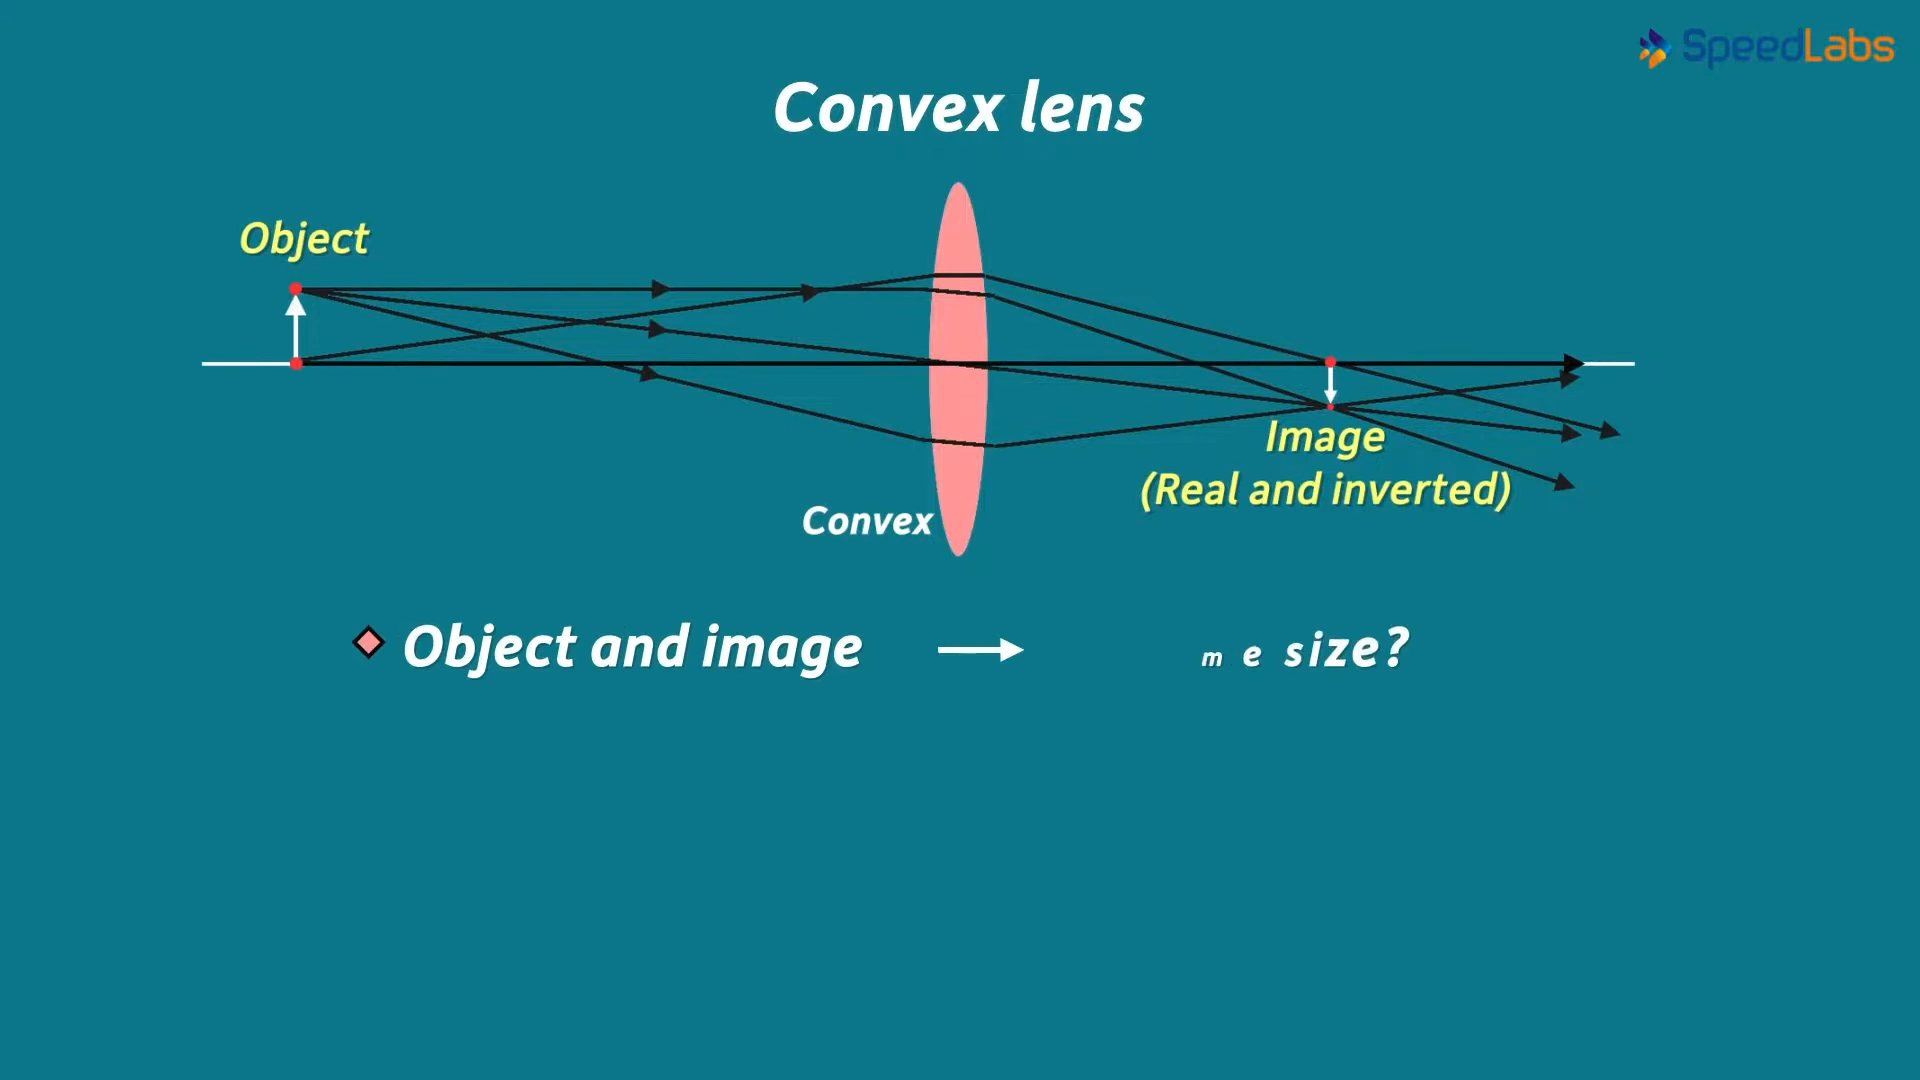 SpeedLabs
Convex lens
Object
Image
(Real and inverted)
Convex
Object and image m e size?